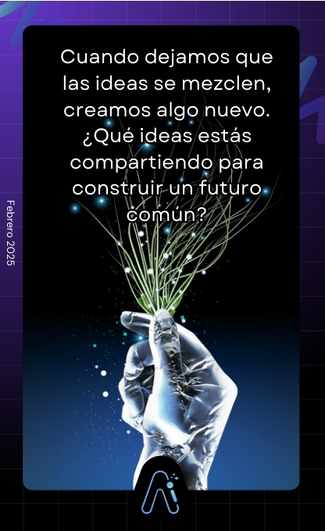 Cuando dejamos que
las ideas se mezclen,
creamos algo nuevo.
¿Qué ideas estás
compartiendo para
construir un futuro
común?
Febrero 2025